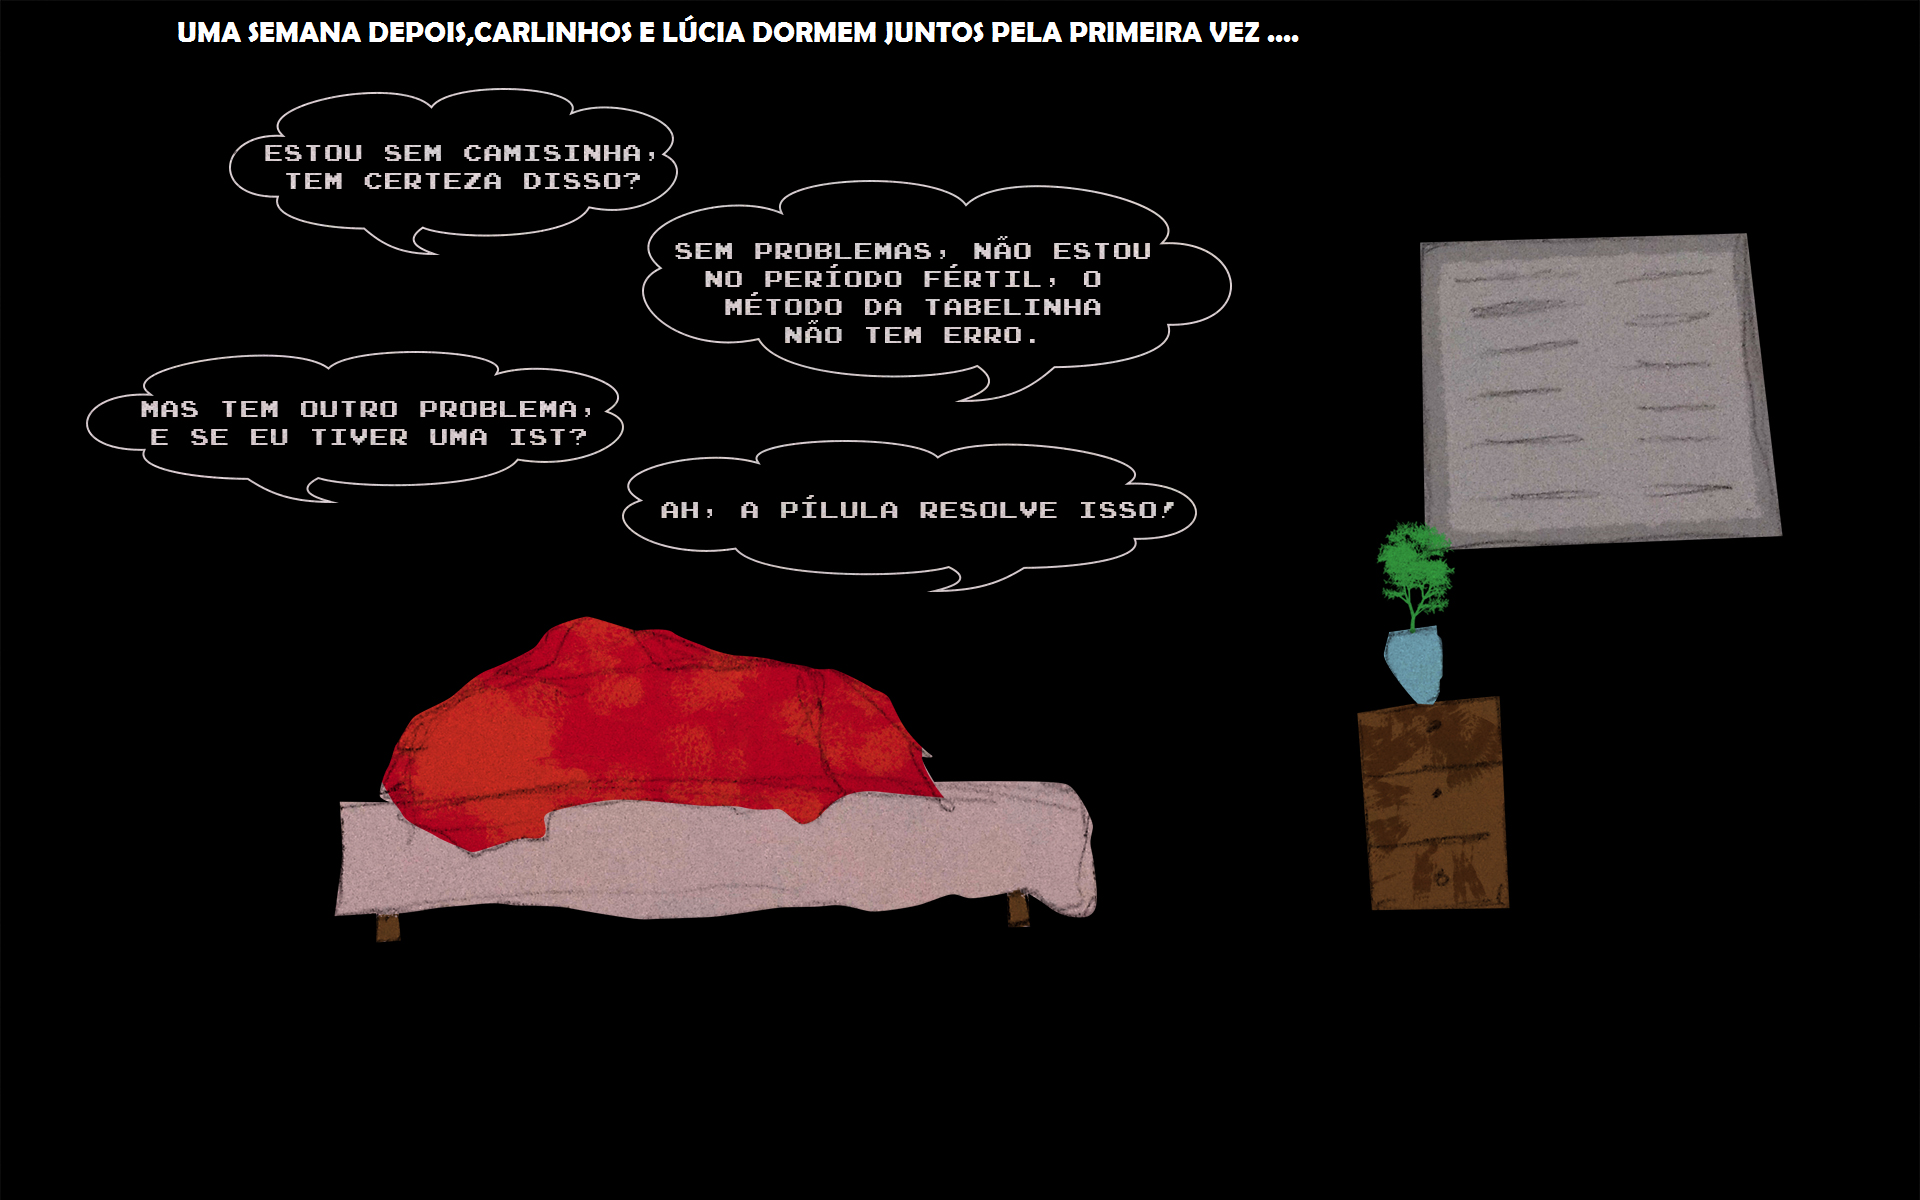 UMA SEMANA DEPOIS,CARLINHOS E LÚCIA DORMEM JUNTOS PELA PRIMEIRA VEZ ....
ESTOU SEM CAMISINHA,
TEM CERTEZA DISSO?
SEM PROBLEMAS, NÃO ESTOU
NO PERÍODO FÉRTIL, O
MÉTODO DA TABELINHA
NÃO TEM ERRO.
MAS TEM OUTRO PROBLEMA,
E SE EU TIVER UMA IST?
AH, A PÍLULA RESOLVE ISSO!